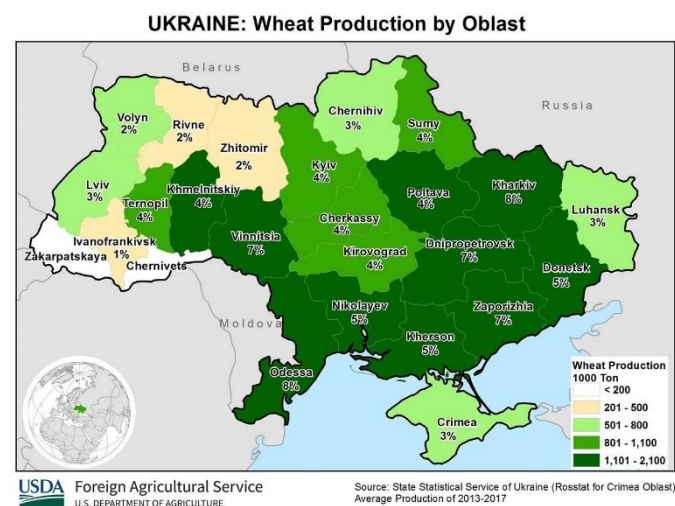 UKRAINE: Wheat Production by Oblast
Belarus
Russia
Volyn
2%
Rivne
2%
Zhitomir
2%
Chernihiv
3%
Sumy
4%
Lviv
3%
Ternopil
4%
Khmelnitskiy
4%
Kyiv
4%
Poltava
4%
Kharkiv
8%
Luhansk
3%
Ivanofrankivsk
1%
Zakarpatskaya
Chernivets
Vinnitsia
7%
Cherkassy
4%
Kirovograd
4%
Dnipropetrovsk
7%
Donetsk
5%
Moldova
Nikolayev
5%
Zaporizhia
7%
Kherson
5%
Odessa
8%
Crimea
3%
Wheat Production
1000 Ton
< 200
201 - 500
501 - 800
801 - 1,100
1,101 - 2,100
USDA
Foreign Agricultural Service
U.S. DEPARTMENT OF AGRICULTURE
Source: State Statistical Service of Ukraine (Rosstat for Crimea Oblast)
Average Production of 2013-2017